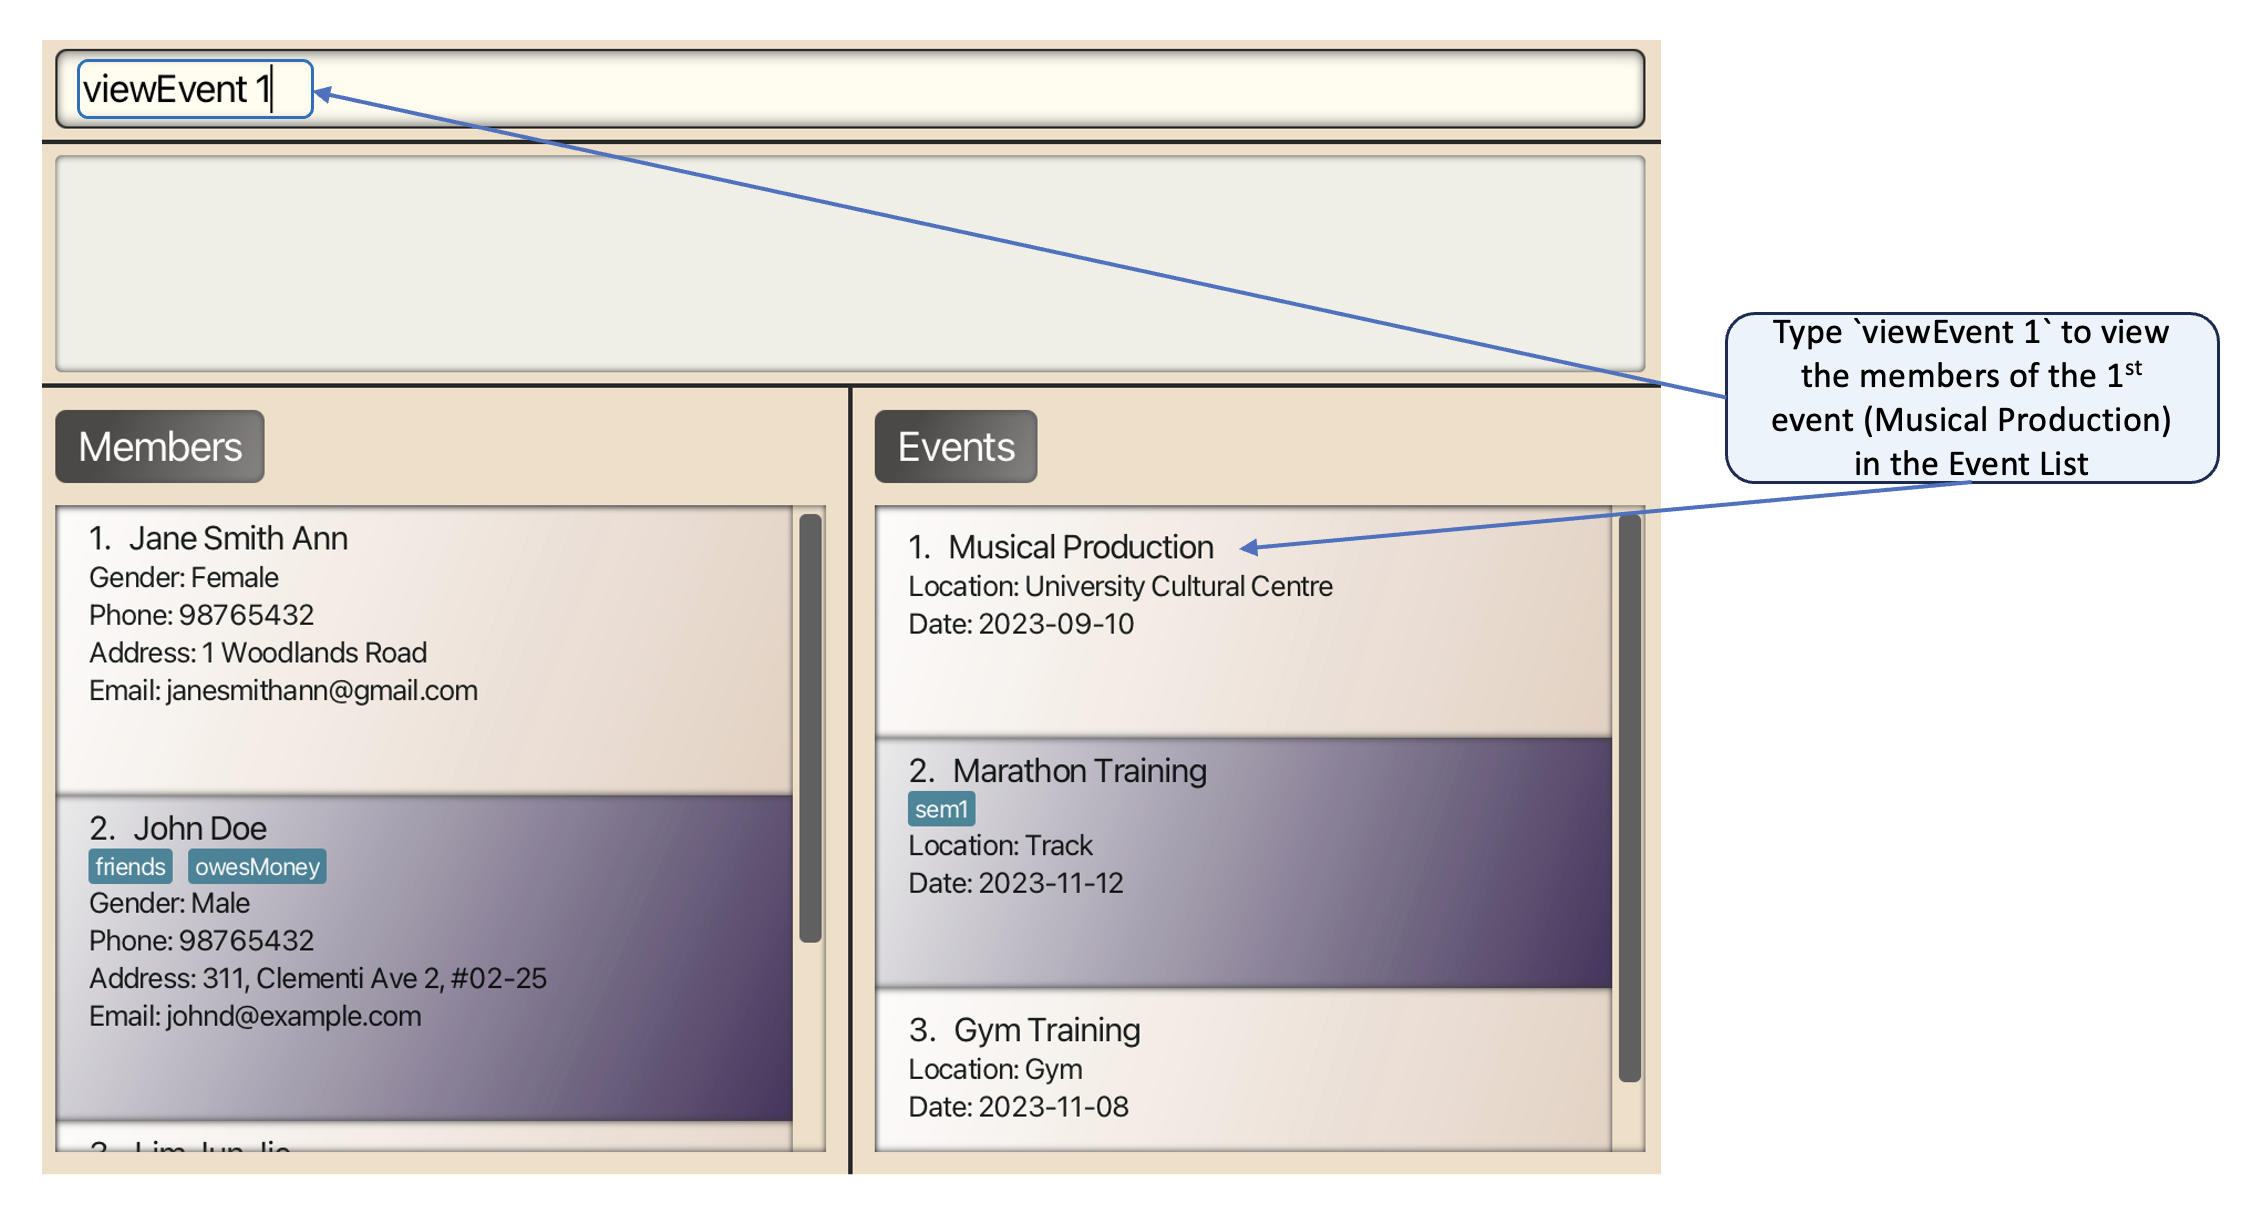 viewEvent 1
Type `viewEvent 1` to view
the members of the 1st
event (Musical Production)
in the Event List
Members
1. Jane Smith Ann
Gender: Female
Phone: 98765432
Address: 1 Woodlands Road
Email: janesmithann@gmail.com
2. John Doe
friends owesMoney
Gender: Male
Phone: 98765432
Address: 311, Clementi Ave 2, #02-25
Email: johnd@example.com
Events
1. Musical Production
Location: University Cultural Centre
Date: 2023-09-10
2. Marathon Training
sem1
Location: Track
Date: 2023-11-12
3. Gym Training
Location: Gym
Date: 2023-11-08